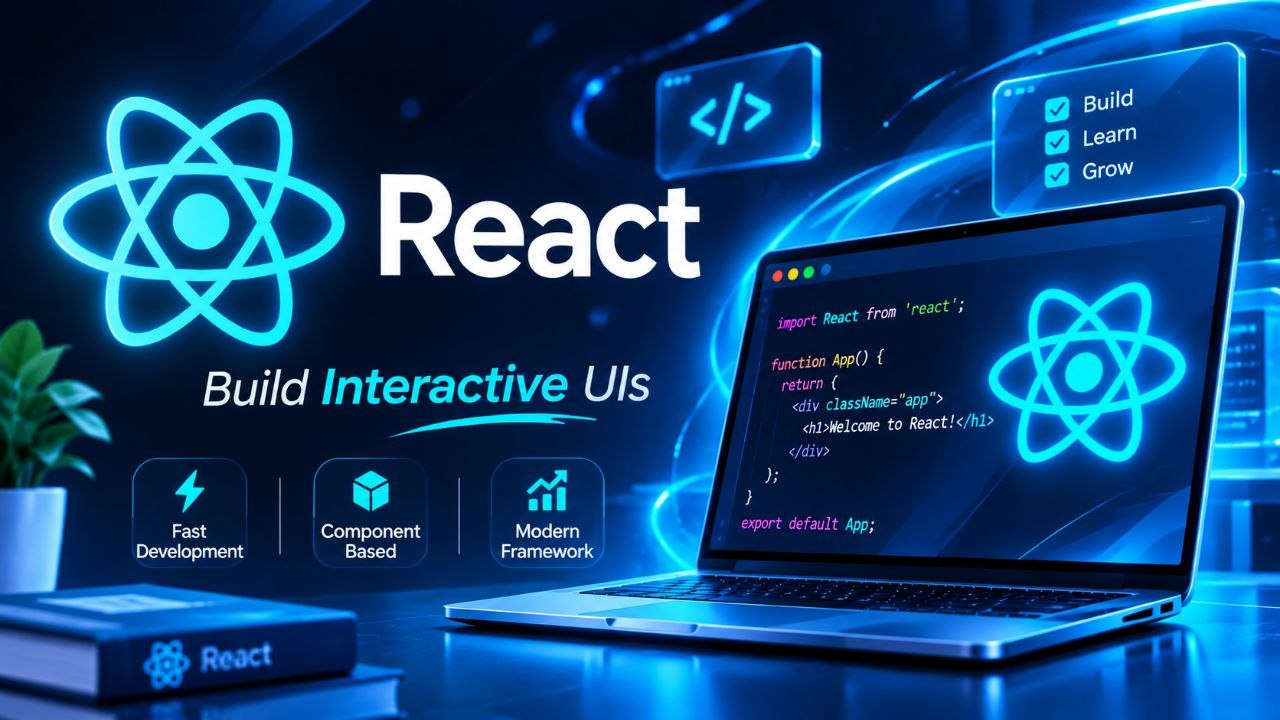 React
Build Interactive UIs
Fast
Development
Component
Based
Modern
Framework
</>
Build
Learn
Grow
import React from 'react';
function App() {
return (
<div className="app">
<h1>Welcome to React!</h1>
</div>
);
}
export default App;
React